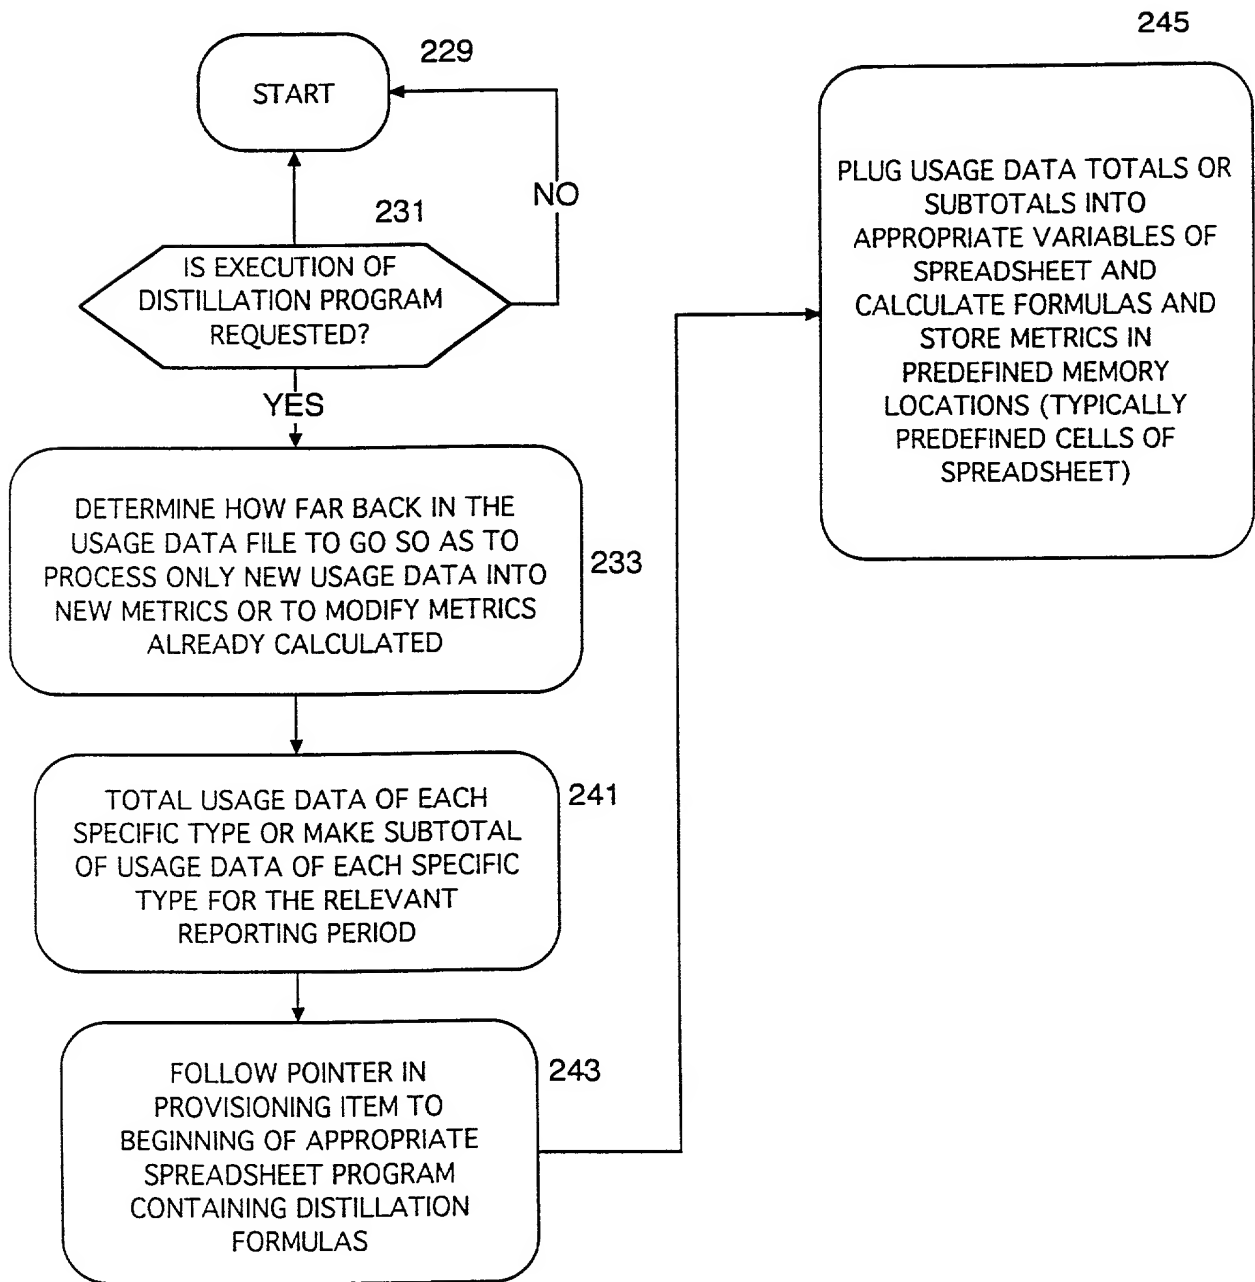 229
START
NO
231
IS EXECUTION OF
DISTILLATION PROGRAM
REQUESTED?
YES
DETERMINE HOW FAR BACK IN THE
USAGE DATA FILE TO GO SO AS TO
PROCESS ONLY NEW USAGE DATA INTO
NEW METRICS OR TO MODIFY METRICS
ALREADY CALCULATED
233
TOTAL USAGE DATA OF EACH
SPECIFIC TYPE OR MAKE SUBTOTAL
OF USAGE DATA OF EACH SPECIFIC
TYPE FOR THE RELEVANT
REPORTING PERIOD
241
FOLLOW POINTER IN
PROVISIONING ITEM TO
BEGINNING OF APPROPRIATE
SPREADSHEET PROGRAM
CONTAINING DISTILLATION
FORMULAS
243
245
PLUG USAGE DATA TOTALS OR
SUBTOTALS INTO
APPROPRIATE VARIABLES OF
SPREADSHEET AND
CALCULATE FORMULAS AND
STORE METRICS IN
PREDEFINED MEMORY
LOCATIONS (TYPICALLY
PREDEFINED CELLS OF
SPREADSHEET)